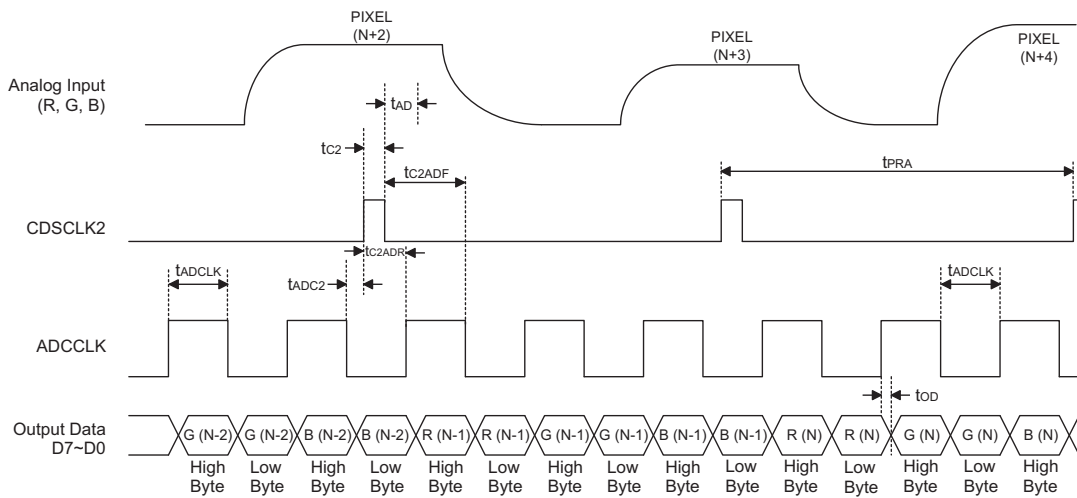 PIXEL
(N+2)
PIXEL
(N+3)
PIXEL
(N+4)
Analog Input
(R, G, B)
tAD
tC2
tC2ADF
tPRA
CDSCLK2
tC2ADR
tADCLK
tADC2
tADCLK
ADCCLK
tOD
Output Data
D7~D0
G (N-2) G (N-2) B (N-2) B (N-2) R (N-1) R (N-1) G (N-1) G (N-1) B (N-1) B (N-1) R (N) R (N) G (N) G (N) B (N)
High Low High Low High Low High Low High Low High Low High Low High
Byte Byte Byte Byte Byte Byte Byte Byte Byte Byte Byte Byte Byte Byte Byte